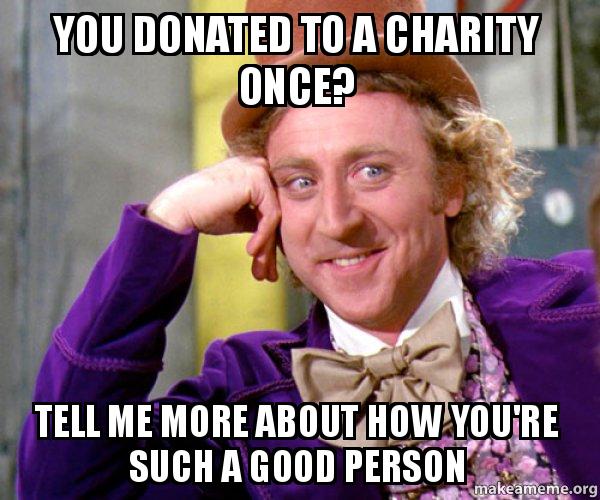 YOU DONATED TO A CHARITY
ONCE?
TELL ME MORE ABOUT HOW YOU'RE
SUCH A GOOD PERSON
makeameme.org